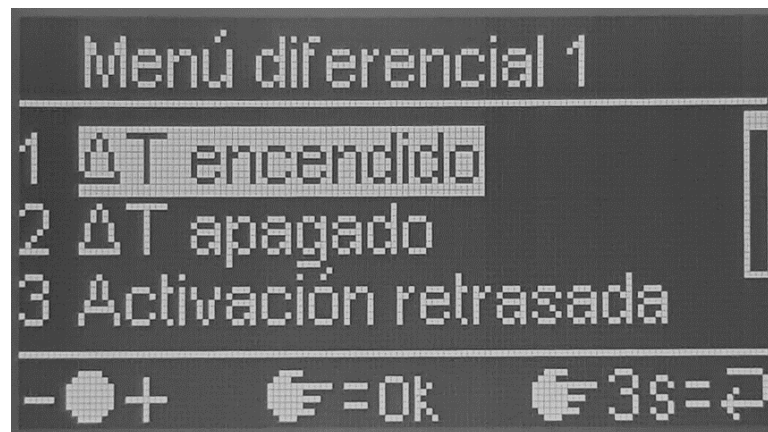 Menú diferencial 1
1 ΔT encendido
2 ΔT apagado
3 Activación retrasada
- + =Ok 3s=